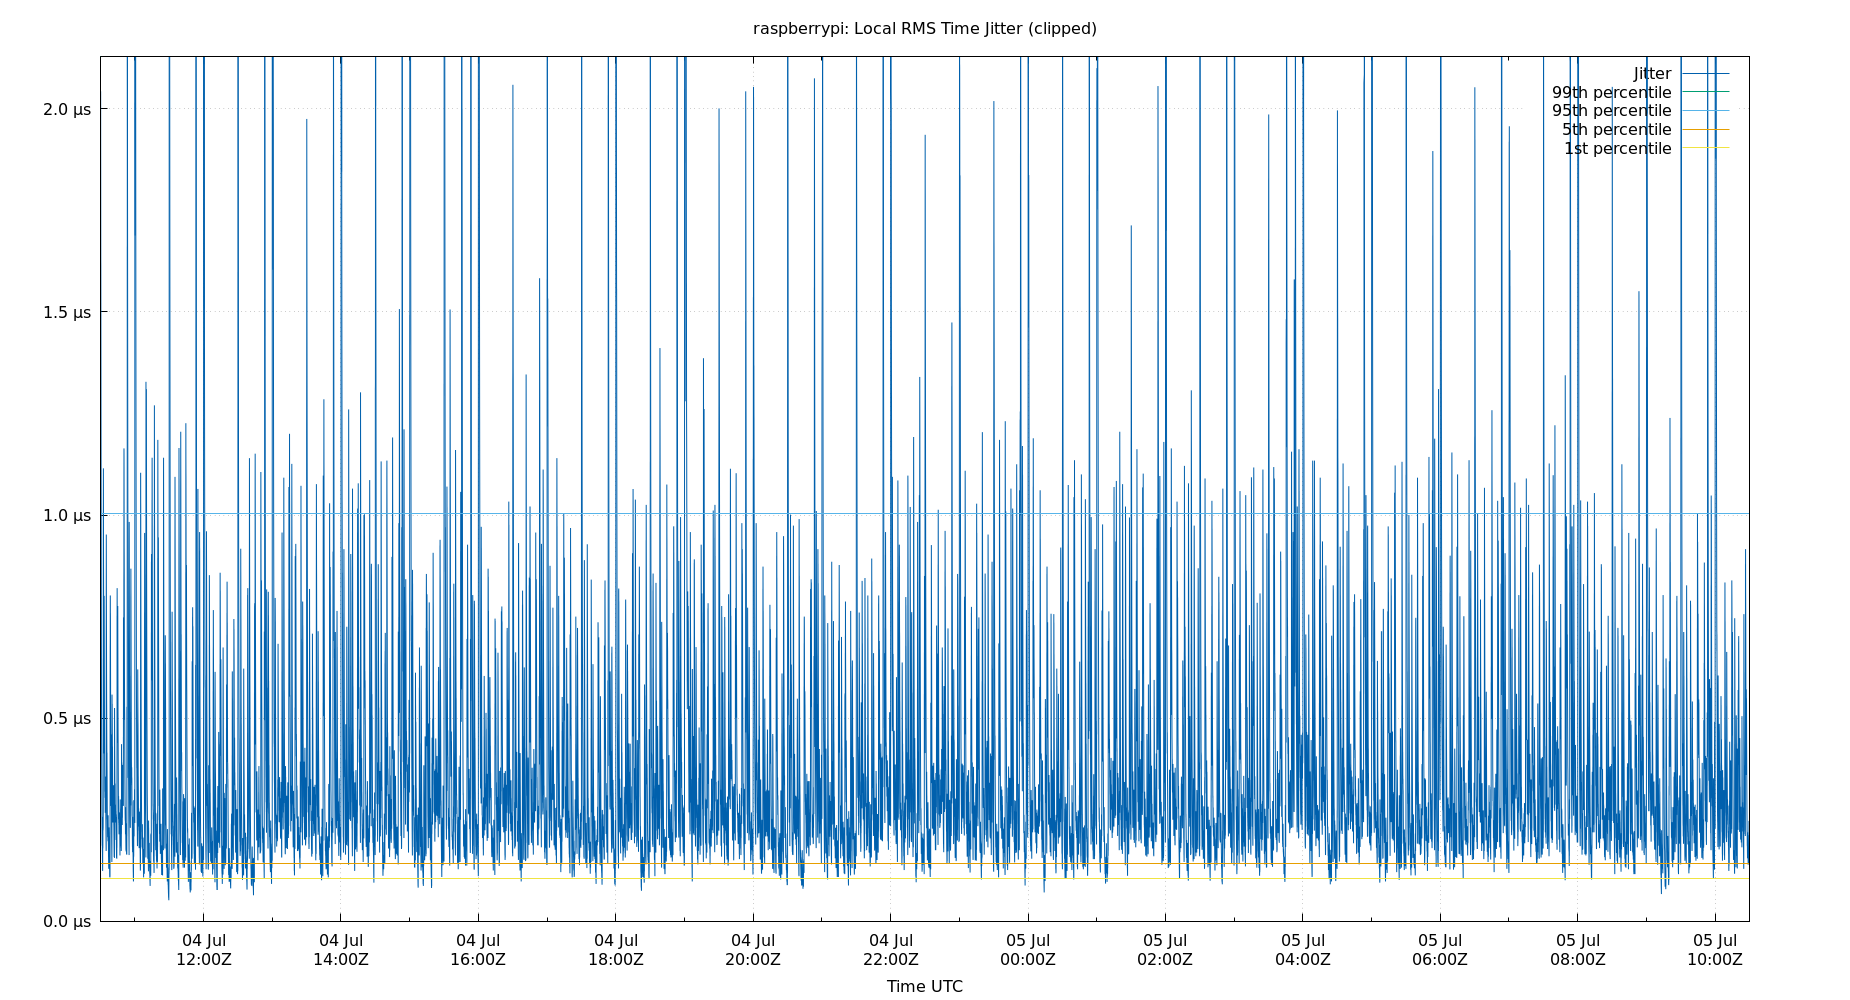 raspberrypi: Local RMS Time Jitter (clipped)
Jitter
99th percentile
95th percentile
5th percentile
1st percentile
2.0 µs
1.5 µs
1.0 µs
0.5 µs
0.0 µs
04 Jul 04 Jul 04 Jul 04 Jul 04 Jul 04 Jul 05 Jul 05 Jul 05 Jul 05 Jul 05 Jul 05 Jul
12:00Z 14:00Z 16:00Z 18:00Z 20:00Z 22:00Z 00:00Z 02:00Z 04:00Z 06:00Z 08:00Z 10:00Z
Time UTC